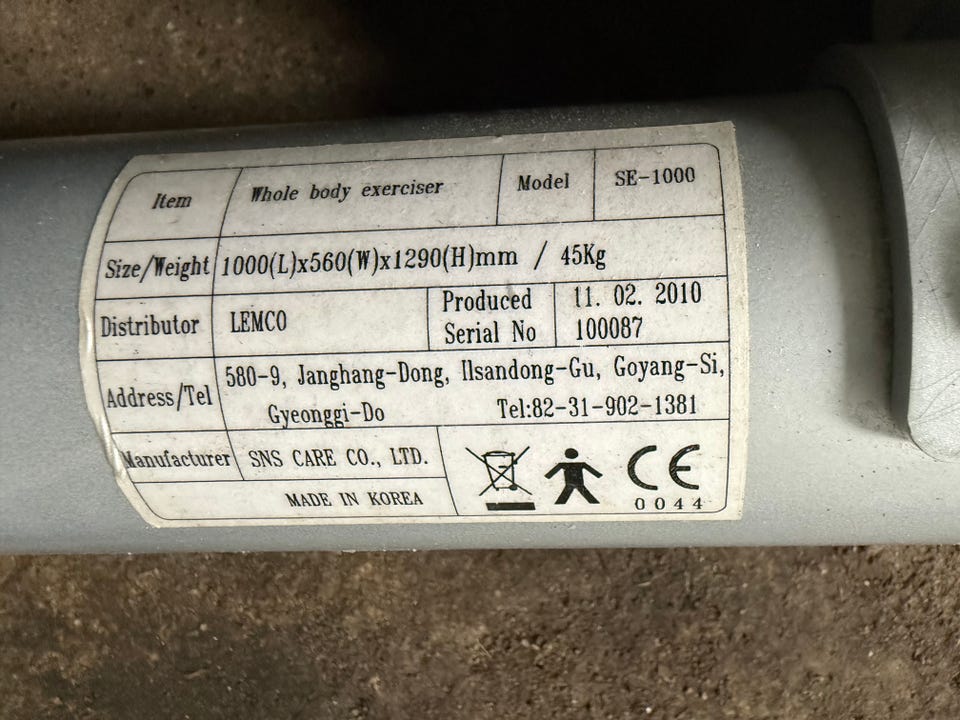 Item Whole body exerciser Model SE-1000
Size/Weight 1000(L)x560(W)x1290(H)mm / 45Kg
Distributor LEMCO Produced 11. 02. 2010
Serial No 100087
Address/Tel 580-9, Janghang-Dong, Ilsandong-Gu, Goyang-Si,
Gyeonggi-Do Tel:82-31-902-1381
Manufacturer SNS CARE CO., LTD.
MADE IN KOREA
CE
0044